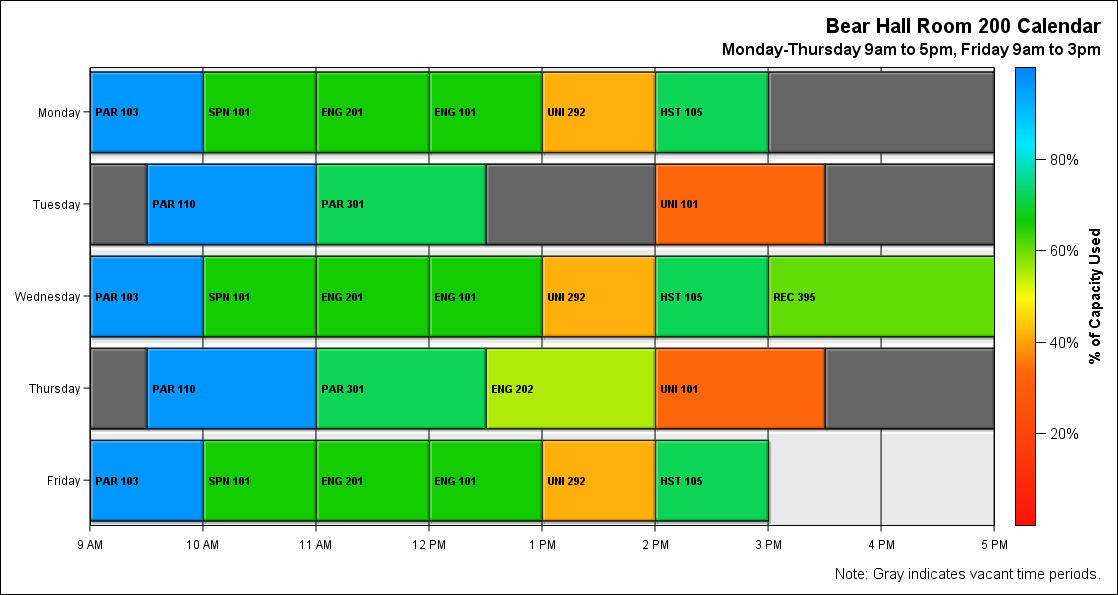 Bear Hall Room 200 Calendar
Monday-Thursday 9am to 5pm, Friday 9am to 3pm
Monday
PAR 103
SPN 101
ENG 201
ENG 101
UNI 292
HST 105
Tuesday
PAR 110
PAR 301
UNI 101
Wednesday
PAR 103
SPN 101
ENG 201
ENG 101
UNI 292
HST 105
REC 395
Thursday
PAR 110
PAR 301
ENG 202
UNI 101
Friday
PAR 103
SPN 101
ENG 201
ENG 101
UNI 292
HST 105
9 AM
10 AM
11 AM
12 PM
1 PM
2 PM
3 PM
4 PM
5 PM
80%
60%
40%
20%
% of Capacity Used
Note: Gray indicates vacant time periods.